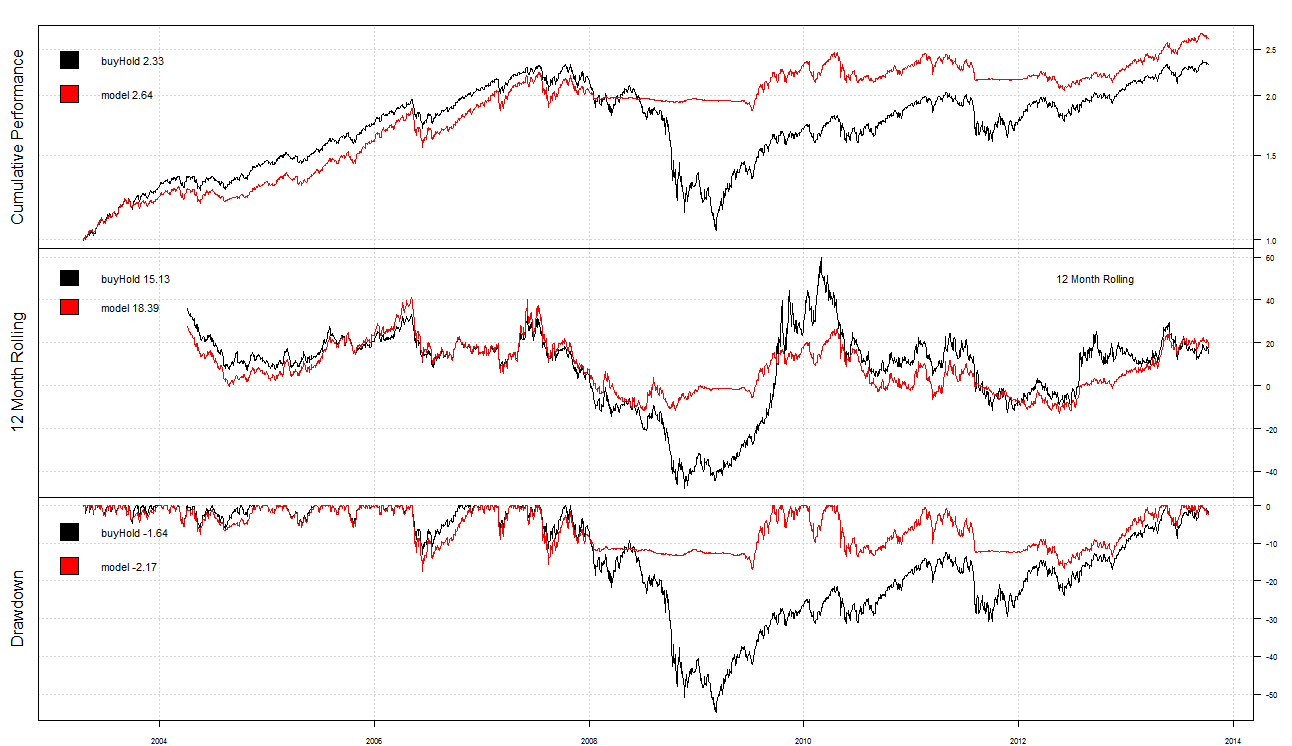 Cumulative Performance
buyHold 2.33
model 2.64
2.5
2.0
1.5
1.0
12 Month Rolling
buyHold 15.13
model 18.39
12 Month Rolling
60
40
20
0
-20
-40
Drawdown
buyHold -1.64
model -2.17
0
-10
-20
-30
-40
-50
2004 2006 2008 2010 2012 2014